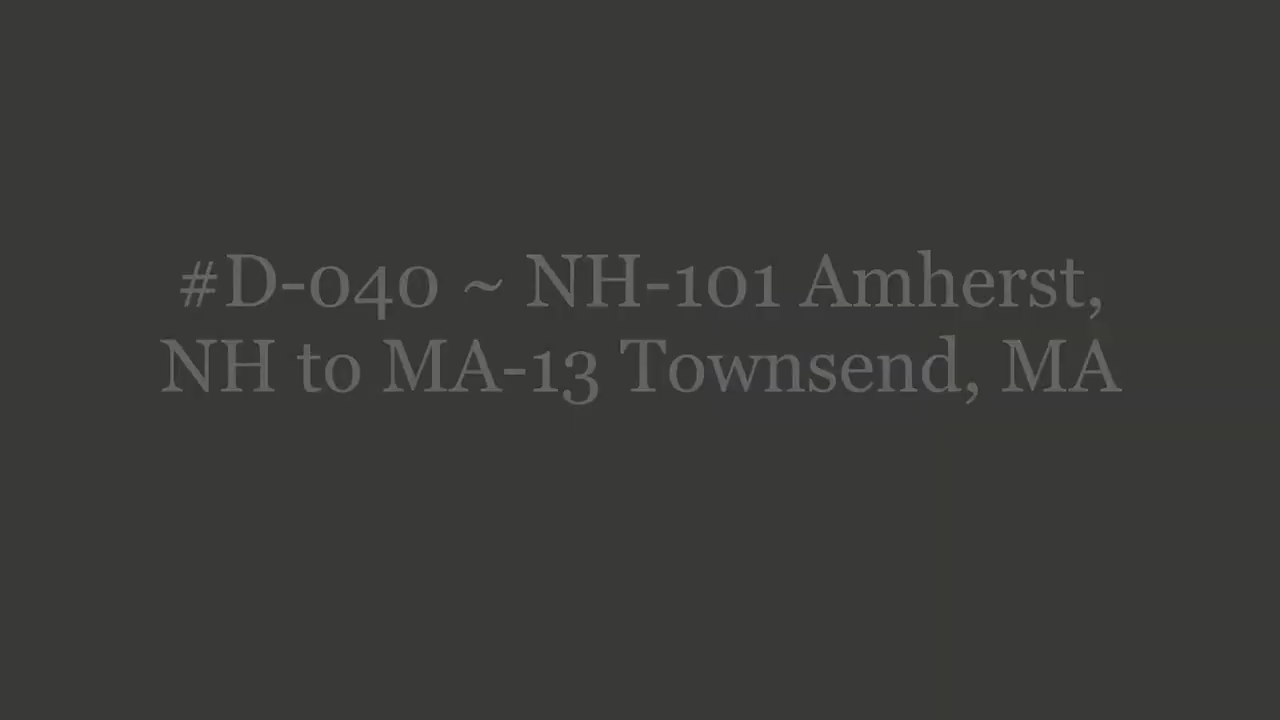 #D-040 ~ NH-101 Amherst,
NH to MA-13 Townsend, MA